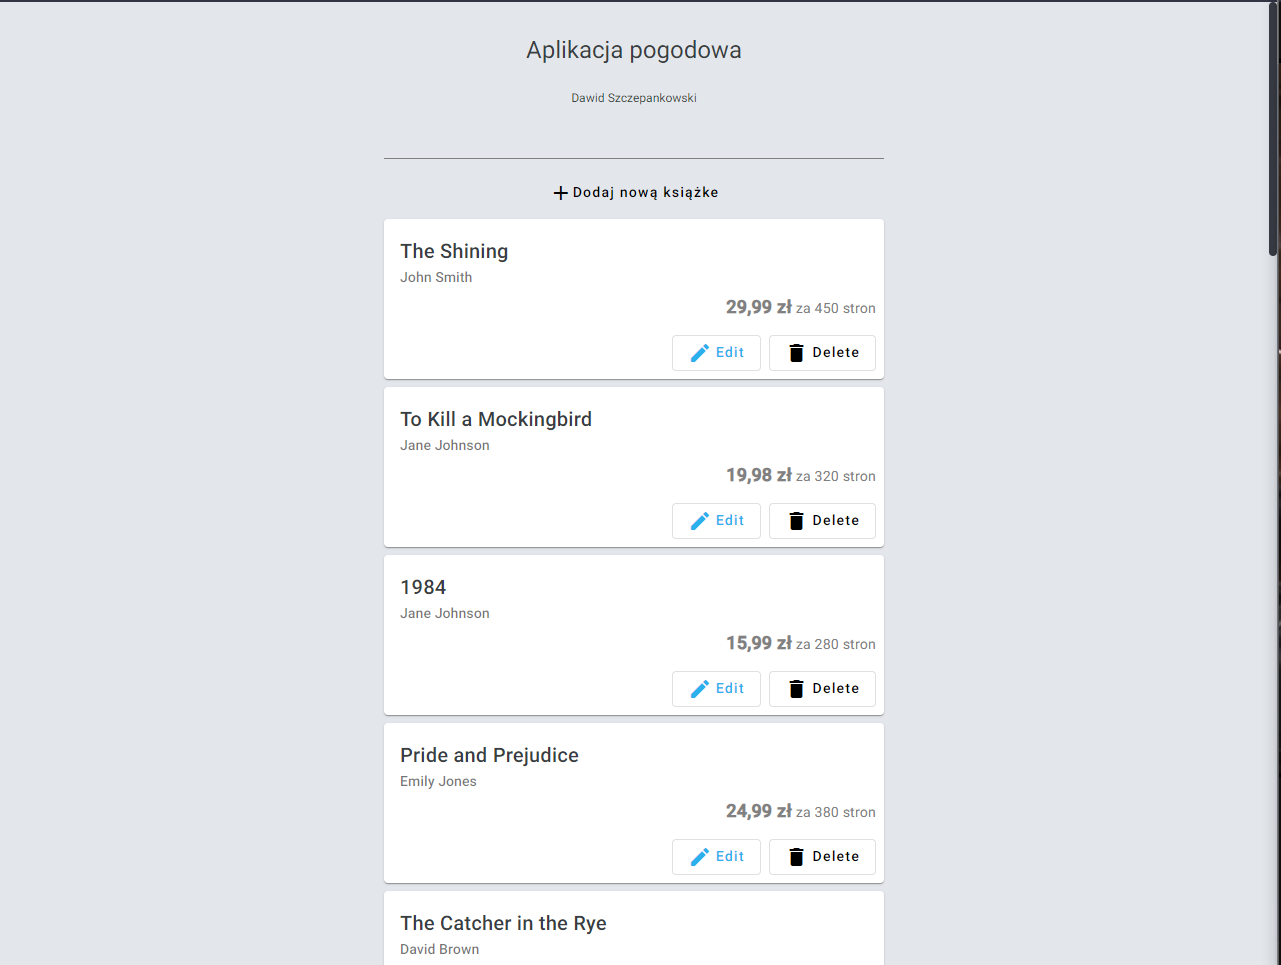 Aplikacja pogodowa
Dawid Szczepankowski
Dodaj nową książke
The Shining
John Smith
29,99 zł za 450 stron
Edit Delete
To Kill a Mockingbird
Jane Johnson
19,98 zł za 320 stron
Edit Delete
1984
Jane Johnson
15,99 zł za 280 stron
Edit Delete
Pride and Prejudice
Emily Jones
24,99 zł za 380 stron
Edit Delete
The Catcher in the Rye
David Brown